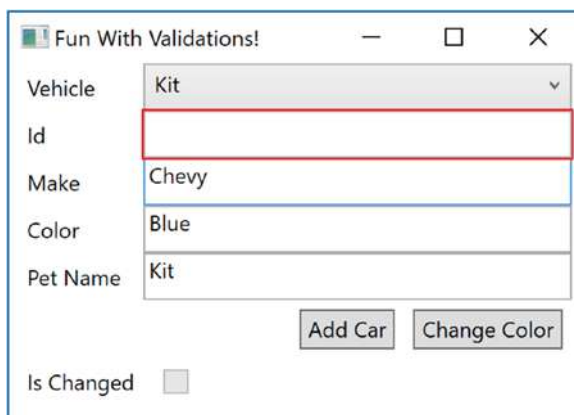 Fun With Validations!
Vehicle Kit
Id
Make Chevy
Color Blue
Pet Name Kit
Add Car Change Color
Is Changed